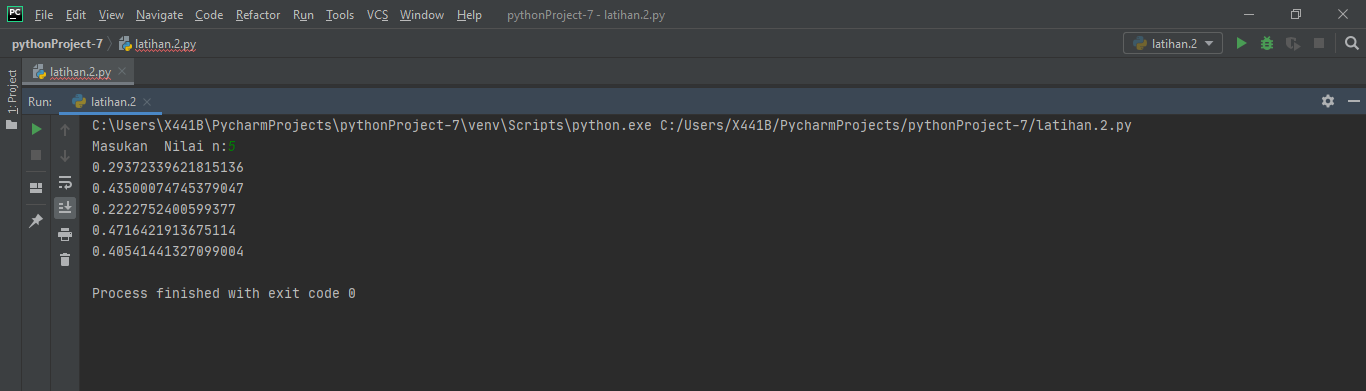 PC File Edit View Navigate Code Refactor Run Tools VCS Window Help pythonProject-7 - latihan.2.py
pythonProject-7 latihan.2.py latihan.2
latihan.2.py
1: Project
Run: latihan.2
C:\Users\X441B\PycharmProjects\pythonProject-7\venv\Scripts\python.exe C:/Users/X441B/PycharmProjects/pythonProject-7/latihan.2.py
Masukan  Nilai n:5
0.29372339621815136
0.43500074745379047
0.2222752400599377
0.4716421913675114
0.40541441327099004
Process finished with exit code 0